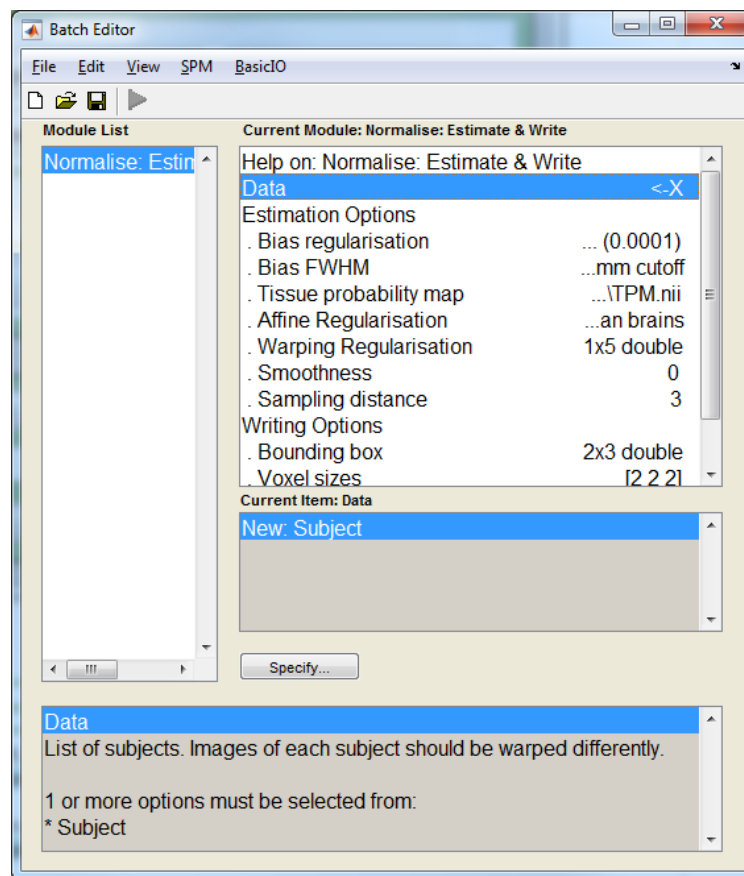 Batch Editor
File Edit View SPM BasicIO
Module List
Normalise: Estin
Current Module: Normalise: Estimate & Write
Help on: Normalise: Estimate & Write
Data <-X
Estimation Options
. Bias regularisation ... (0.0001)
. Bias FWHM ...mm cutoff
. Tissue probability map ...\TPM.nii
. Affine Regularisation ...an brains
. Warping Regularisation 1x5 double
. Smoothness 0
. Sampling distance 3
Writing Options
. Bounding box 2x3 double
. Voxel sizes [2 2 2]
Current Item: Data
New: Subject
Specify...
Data
List of subjects. Images of each subject should be warped differently.
1 or more options must be selected from:
* Subject